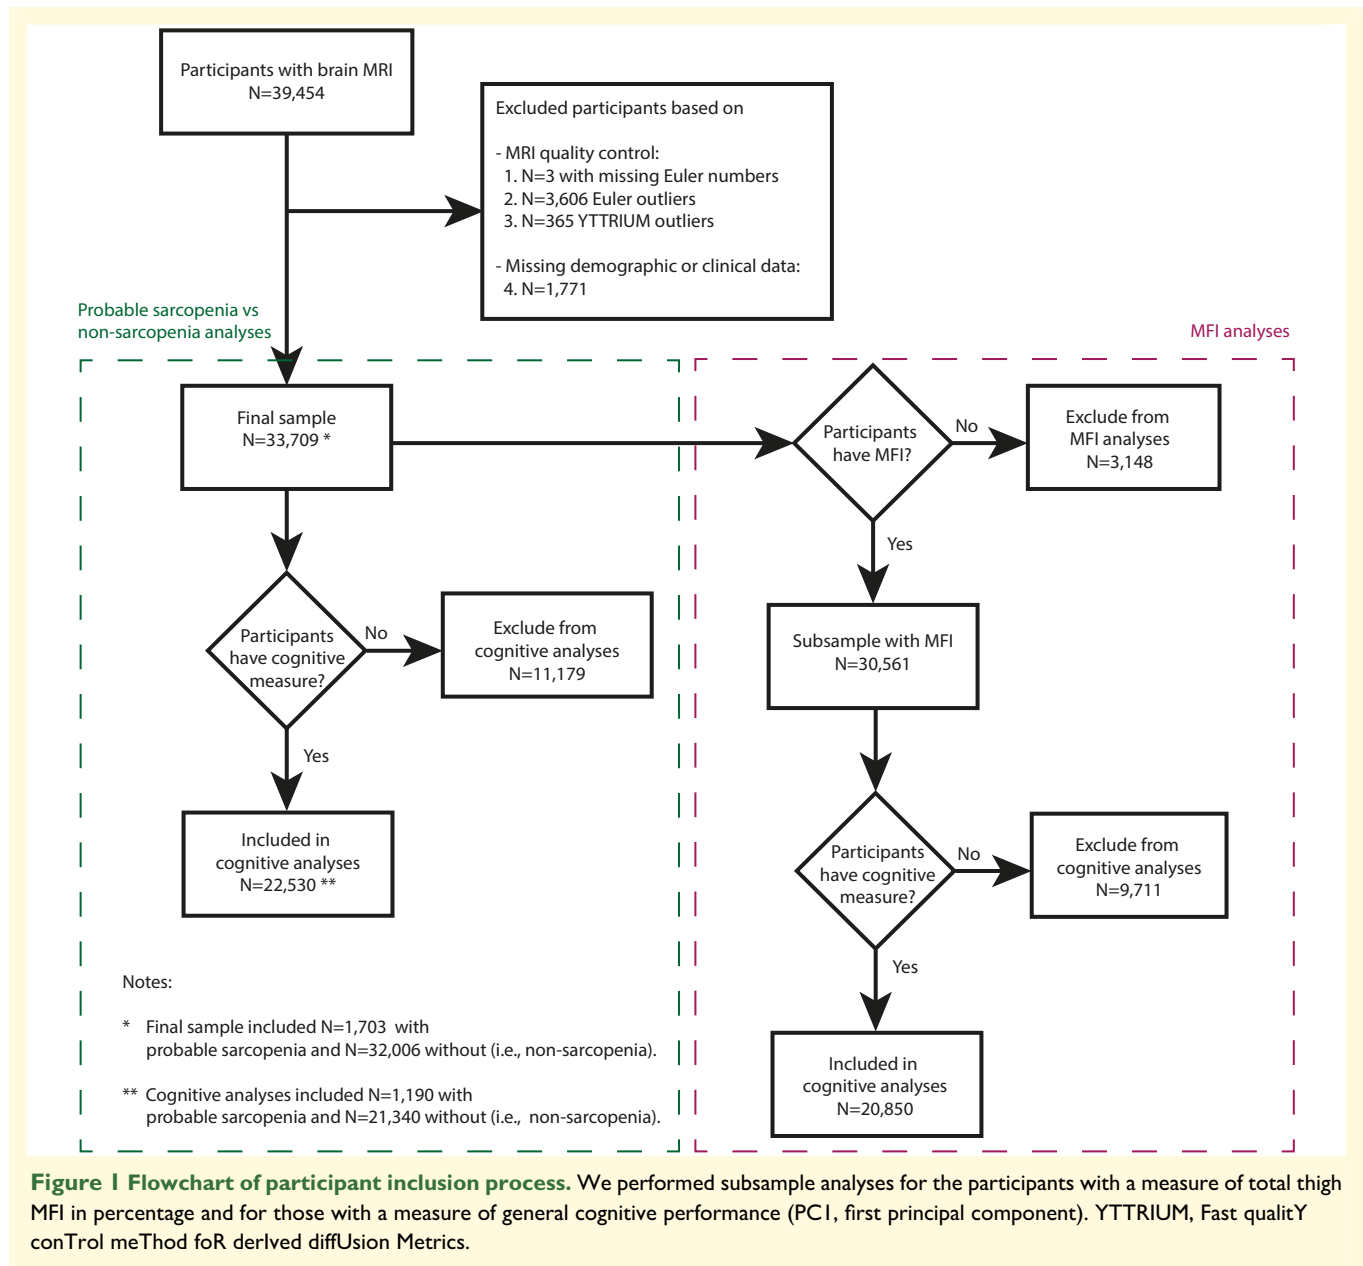 Participants with brain MRI
N=39,454
Excluded participants based on
- MRI quality control:
1. N=3 with missing Euler numbers
2. N=3,606 Euler outliers
3. N=365 YTTRIUM outliers
- Missing demographic or clinical data:
4. N=1,771
Probable sarcopenia vs
non-sarcopenia analyses
MFI analyses
Final sample
N=33,709 *
Participants
have MFI?
No
Exclude from
MFI analyses
N=3,148
Yes
Participants
have cognitive
measure?
No
Exclude from
cognitive analyses
N=11,179
Subsample with MFI
N=30,561
Yes
Included in
cognitive analyses
N=22,530 **
Participants
have cognitive
measure?
No
Exclude from
cognitive analyses
N=9,711
Yes
Included in
cognitive analyses
N=20,850
Notes:
* Final sample included N=1,703 with
probable sarcopenia and N=32,006 without (i.e., non-sarcopenia).
** Cognitive analyses included N=1,190 with
probable sarcopenia and N=21,340 without (i.e., non-sarcopenia).
Figure 1 Flowchart of participant inclusion process. We performed subsample analyses for the participants with a measure of total thigh
MFI in percentage and for those with a measure of general cognitive performance (PC1, first principal component). YTTRIUM, Fast qualitY
conTrol meThod foR derIved diffUsion Metrics.